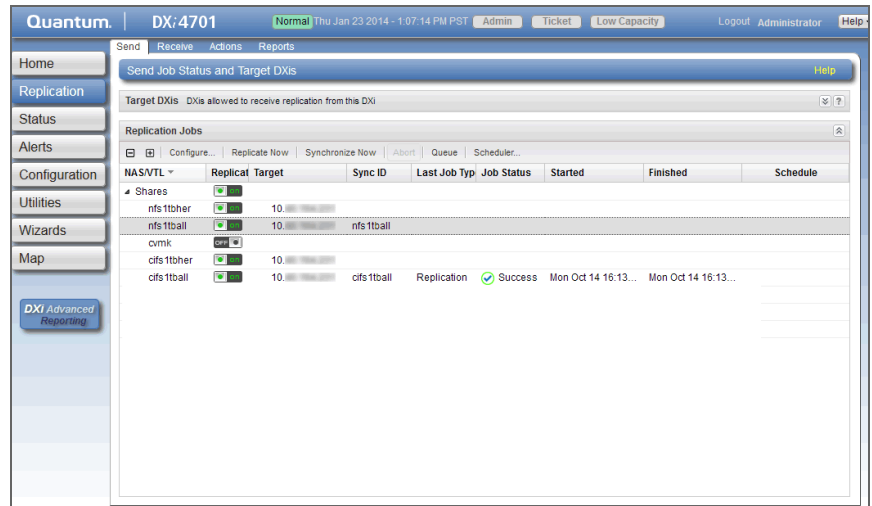 Quantum. DXi4701 Normal Thu Jan 23 2014 - 1:07:14 PM PST Admin Ticket Low Capacity Logout Administrator Help
Send Receive Actions Reports
Home
Replication
Status
Alerts
Configuration
Utilities
Wizards
Map
DXi Advanced
Reporting
Send Job Status and Target DXis Help
Target DXis DXis allowed to receive replication from this DXi
Replication Jobs
Configure... Replicate Now Synchronize Now Abort Queue Scheduler...
NAS/VTL Replicat Target Sync ID Last Job Typ Job Status Started Finished Schedule
Shares on
nfs1tbher on 10.
nfs1tball on 10. nfs1tball
cvmk OFF
cifs1tbher on 10.
cifs1tball on 10. cifs1tball Replication Success Mon Oct 14 16:13... Mon Oct 14 16:13...